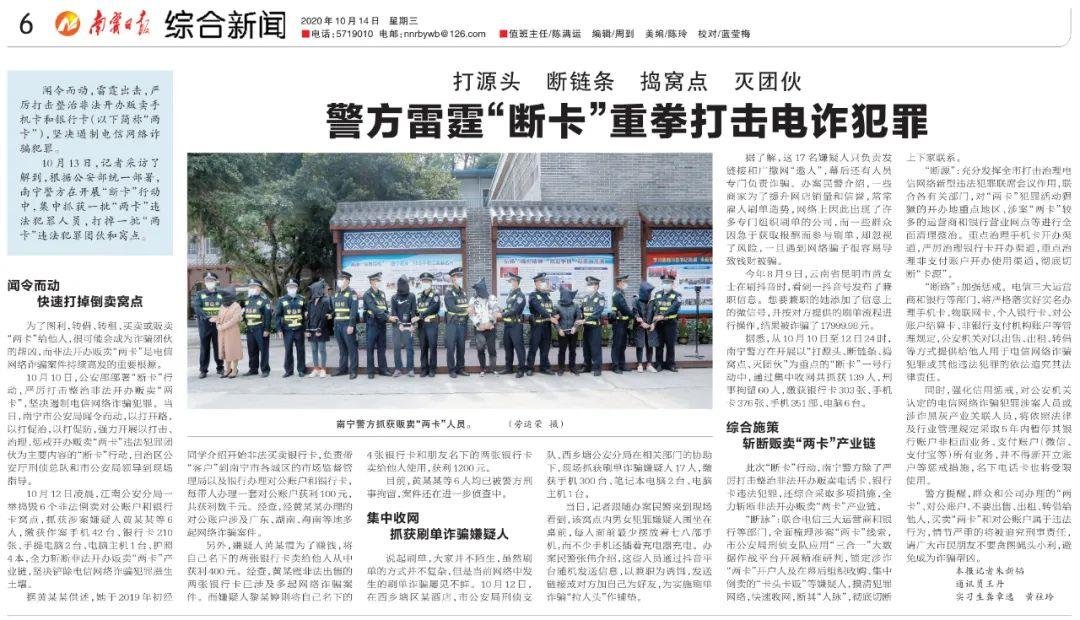 6
南宁日报
综合新闻
2020年10月14日 星期三
■电话:5719010 电邮:nnrbywb@126.com ■值班主任/陈满运 编辑/周到 美编/陈玲 校对/蓝莹梅
打源头 断链条 捣窝点 灭团伙
警方雷霆“断卡”重拳打击电诈犯罪
闻令而动,雷霆出击,严
厉打击整治非法开办贩卖手
机卡和银行卡(以下简称“两
卡”),坚决遏制电信网络诈
骗犯罪。
10月13日,记者采访了
解到,根据公安部统一部署,
南宁警方在开展“断卡”行动
中,集中抓获一批“两卡”违
法犯罪人员,打掉一批“两
卡”违法犯罪团伙和窝点。
闻令而动
快速打掉倒卖窝点
为了图利,转借、转租、买卖或贩卖
“两卡”给他人,很可能会成为诈骗团伙
的帮凶,而非法开办贩卖“两卡”是电信
网络诈骗案件持续高发的重要根源。
10月10日,公安部部署“断卡”行
动,严厉打击整治非法开办贩卖“两
卡”,坚决遏制电信网络诈骗犯罪。当
日,南宁市公安局闻令而动,以打开路,
以打促治,以打促防,强力开展以打击、
治理、惩戒开办贩卖“两卡”违法犯罪团
伙为主要内容的“断卡”行动,自治区公
安厅刑侦总队和市公安局领导到现场
指导。
10月12日凌晨,江南公安分局一
举捣毁6个非法倒卖对公账户和银行
卡窝点,抓获涉案嫌疑人黄某某等6
人,缴获作案手机42台、银行卡210
张、手提电脑2台、电脑主机1台、护照
4本,全力斩断非法开办贩卖“两卡”产
业链,坚决铲除电信网络诈骗犯罪滋生
土壤。
据黄某某供述,她于2019年初经
南宁警方抓获贩卖“两卡”人员。 (劳运荣 摄)
同学介绍开始非法买卖银行卡,负责带
“客户”到南宁市各城区的市场监督管
理局以及银行办理对公账户和银行卡,
每带人办理一套对公账户获利100元,
共获利数千元。经查,经黄某某办理的
对公账户涉及广东、湖南、海南等地多
起网络诈骗案件。
另外,嫌疑人黄某霞为了赚钱,将
自己名下的两张银行卡卖给他人从中
获利400元。经查,黄某霞非法出借的
两张银行卡已涉及多起网络诈骗案
件。而嫌疑人黎某婷则将自己名下的
4张银行卡和朋友名下的两张银行卡
卖给他人使用,获利1200元。
目前,黄某某等6人均已被警方刑
事拘留,案件还在进一步侦查中。
集中收网
抓获刷单诈骗嫌疑人
说起刷单,大家并不陌生,虽然刷
单的方式并不复杂,但是当前网络中发
生的刷单诈骗屡见不鲜。10月12日,
在西乡塘区某酒店,市公安局刑侦支
队、西乡塘公安分局在相关部门的协助
下,现场抓获刷单诈骗嫌疑人17人,缴
获手机300台、笔记本电脑2台、电脑
主机1台。
当日,记者跟随办案民警来到现场
看到,该窝点内男女犯罪嫌疑人围坐在
桌前,每人面前最少摆放着七八部手
机,而不少手机还插着充电器充电。办
案民警张伟介绍,这些人员通过抖音平
台随机发送信息,以兼职为诱饵,发送
链接或对方加自己为好友,为实施刷单
诈骗“拉人头”作铺垫。
据了解,这17名嫌疑人只负责发
链接和广撒网“邀人”,幕后还有人员
专门负责诈骗。办案民警介绍,一些
商家为了提升网店销量和信誉,常常
雇人刷单造势,网络上因此出现了许
多专门组织刷单的公司,而一些群众
因急于获取报酬而参与刷单,却忽视
了风险,一旦遇到网络骗子很容易导
致钱财被骗。
今年8月9日,云南省昆明市黄女
士在刷抖音时,看到一抖音号发布了兼
职信息。想要兼职的她添加了信息上
的微信号,并按对方提供的刷单流程进
行操作,结果被诈骗了17999.98元。
据悉,从10月10日至12日24时,
南宁警方在开展以“打源头、断链条、捣
窝点、灭团伙”为重点的“断卡”一号行
动中,通过集中收网共抓获139人,刑
事拘留60人,缴获银行卡303张、手机
卡376张、手机351部、电脑6台。
综合施策
斩断贩卖“两卡”产业链
此次“断卡”行动,南宁警方除了严
厉打击整治非法开办贩卖电话卡、银行
卡违法犯罪,还综合采取多项措施,全
力斩断非法开办贩卖“两卡”产业链。
“断脉”:联合电信三大运营商和银
行等部门,全面梳理涉案“两卡”线索,
市公安局刑侦支队应用“三合一”大数
据作战平台开展精准研判,锁定涉诈
“两卡”开户人及在幕后组织收购、集中
倒卖的“卡头卡贩”等嫌疑人,摸清犯罪
网络,快速收网,断其“人脉”,彻底切断
上下家联系。
“断源”:充分发挥全市打击治理电
信网络新型违法犯罪联席会议作用,联
合各有关部门,对“两卡”犯罪活动猖
獗的开办地重点地区、涉案“两卡”较
多的运营商和银行营业网点等进行全
面清理整治。重点治理手机卡开办渠
道,严厉治理银行卡开办渠道,重点治
理非支付账户开办使用渠道,彻底切
断“卡源”。
“断路”:加强惩戒。电信三大运营
商和银行等部门,将严格落实好实名办
理手机卡,物联网卡、个人银行卡、对公
账户结算卡、非银行支付机构账户等管
理规定,公安机关对以出售、出租、转借
等方式提供给他人用于电信网络诈骗
犯罪或其他违法犯罪的依法追究其法
律责任。
同时,强化信用惩戒,对公安机关
认定的电信网络诈骗犯罪涉案人员或
涉诈黑灰产业关联人员,将依照法律
及行业管理规定采取5年内暂停其银
行账户非柜面业务、支付账户(微信、
支付宝等)所有业务,并不得新开立账
户等惩戒措施,名下电话卡也将受限
使用。
警方提醒,群众和公司办理的“两
卡”、对公账户,不要出售、出租、转借给
他人,买卖“两卡”和对公账户属于违法
行为,情节严重的将被追究刑事责任,
请广大市民朋友不要贪图蝇头小利,避
免成为诈骗帮凶。
本报记者朱新韬
通讯员王丹
实习生龚章逸 黄桂玲